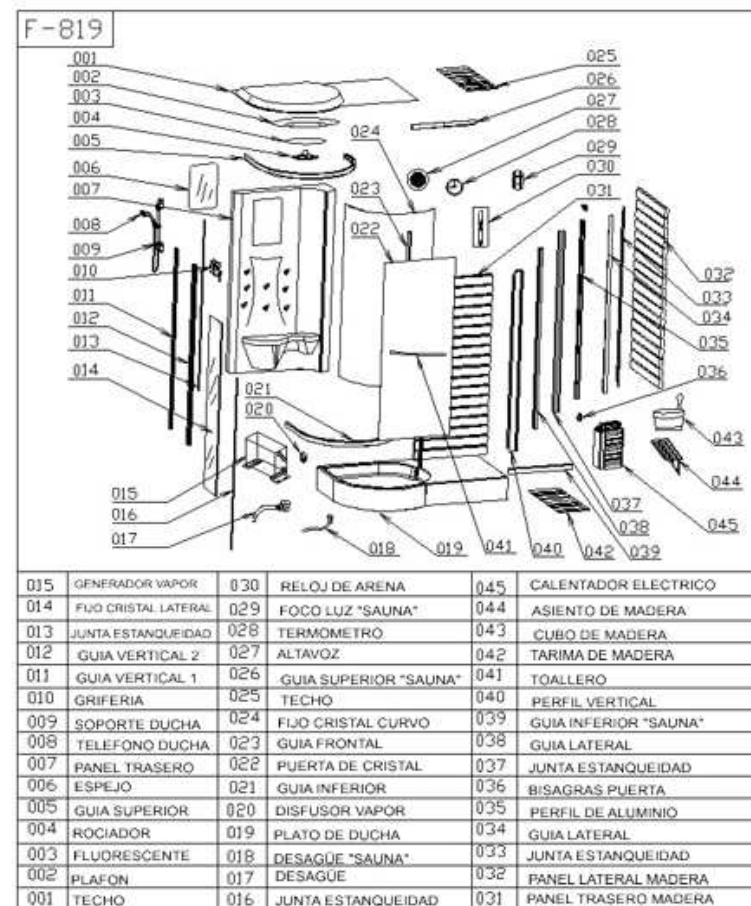 F-819
001
002
003
004
005
006
007
008
009
010
011
012
013
014
015
016
017
018
019
020
021
022
023
024
025
026
027
028
029
030
031
032
033
034
035
036
037
038
039
040
041
042
043
044
045
015 GENERADOR VAPOR 030 RELOJ DE ARENA 045 CALENTADOR ELECTRICO
014 FIJO CRISTAL LATERAL 029 FOCO LUZ "SAUNA" 044 ASIENTO DE MADERA
013 JUNTA ESTANQUEIDAD 028 TERMOMETRO 043 CUBO DE MADERA
012 GUIA VERTICAL 2 027 ALTAVOZ 042 TARIMA DE MADERA
011 GUIA VERTICAL 1 026 GUIA SUPERIOR "SAUNA" 041 TOALLERO
010 GRIFERIA 025 TECHO 040 PERFIL VERTICAL
009 SOPORTE DUCHA 024 FIJO CRISTAL CURVO 039 GUIA INFERIOR "SAUNA"
008 TELEFONO DUCHA 023 GUIA FRONTAL 038 GUIA LATERAL
007 PANEL TRASERO 022 PUERTA DE CRISTAL 037 JUNTA ESTANQUEIDAD
006 ESPEJO 021 GUIA INFERIOR 036 BISAGRAS PUERTA
005 GUIA SUPERIOR 020 DISFUSOR VAPOR 035 PERFIL DE ALUMINIO
004 ROCIADOR 019 PLATO DE DUCHA 034 GUIA LATERAL
003 FLUORESCENTE 018 DESAGÜE "SAUNA" 033 JUNTA ESTANQUEIDAD
002 PLAFON 017 DESAGÜE 032 PANEL LATERAL MADERA
001 TECHO 016 JUNTA ESTANQUEIDAD 031 PANEL TRASERO MADERA